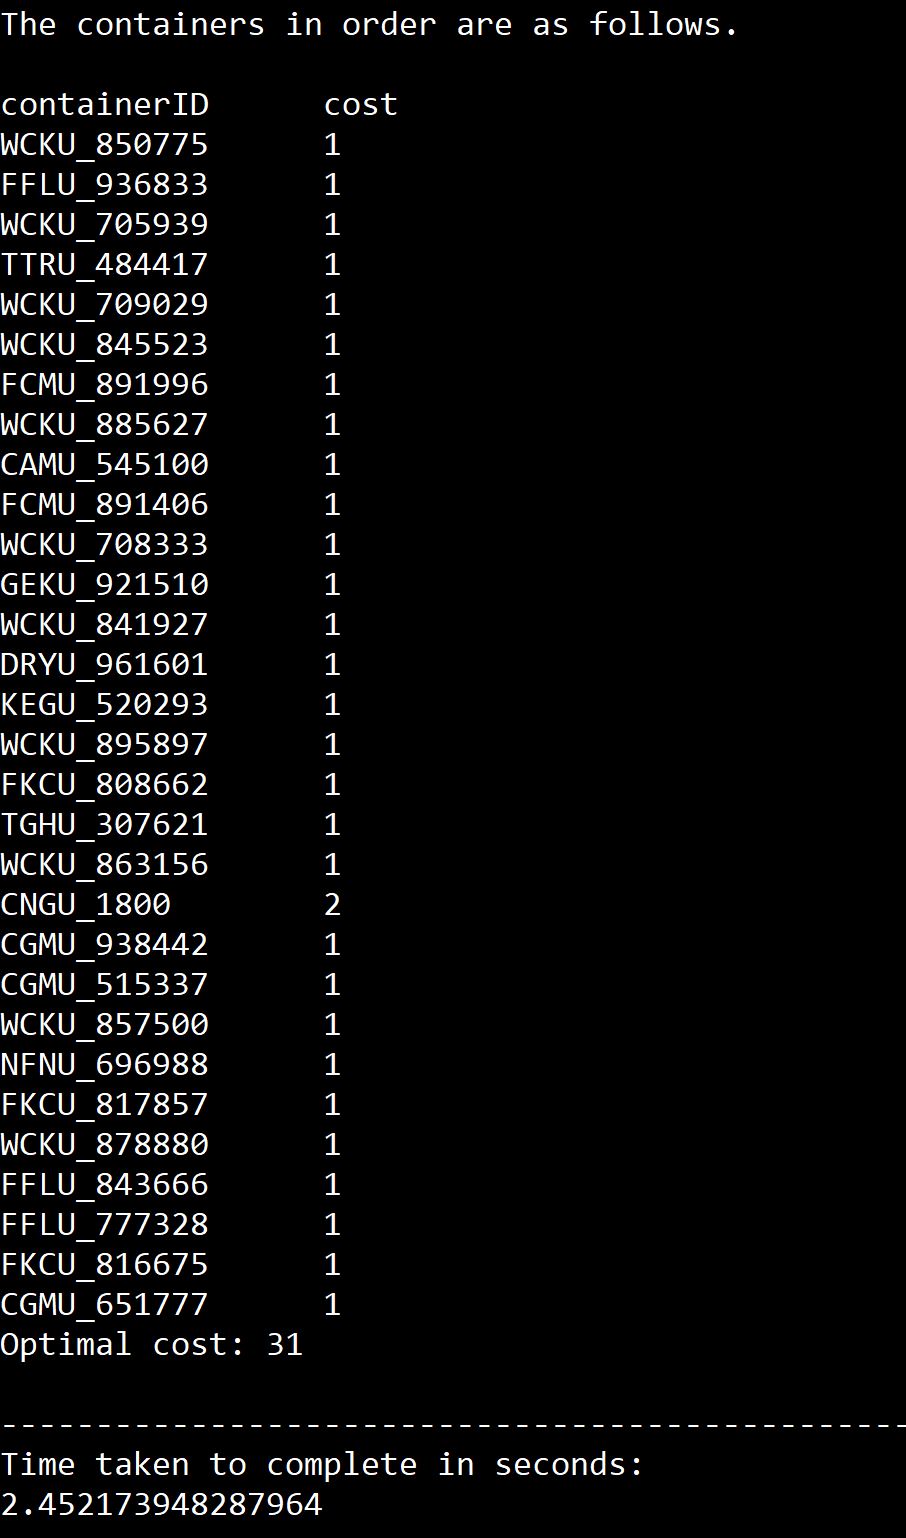 The containers in order are as follows.
containerID cost
WCKU_850775 1
FFLU_936833 1
WCKU_705939 1
TTRU_484417 1
WCKU_709029 1
WCKU_845523 1
FCMU_891996 1
WCKU_885627 1
CAMU_545100 1
FCMU_891406 1
WCKU_708333 1
GEKU_921510 1
WCKU_841927 1
DRYU_961601 1
KEGU_520293 1
WCKU_895897 1
FKCU_808662 1
TGHU_307621 1
WCKU_863156 1
CNGU_1800 2
CGMU_938442 1
CGMU_515337 1
WCKU_857500 1
NFNU_696988 1
FKCU_817857 1
WCKU_878880 1
FFLU_843666 1
FFLU_777328 1
FKCU_816675 1
CGMU_651777 1
Optimal cost: 31
------------------------------------------------
Time taken to complete in seconds:
2.452173948287964